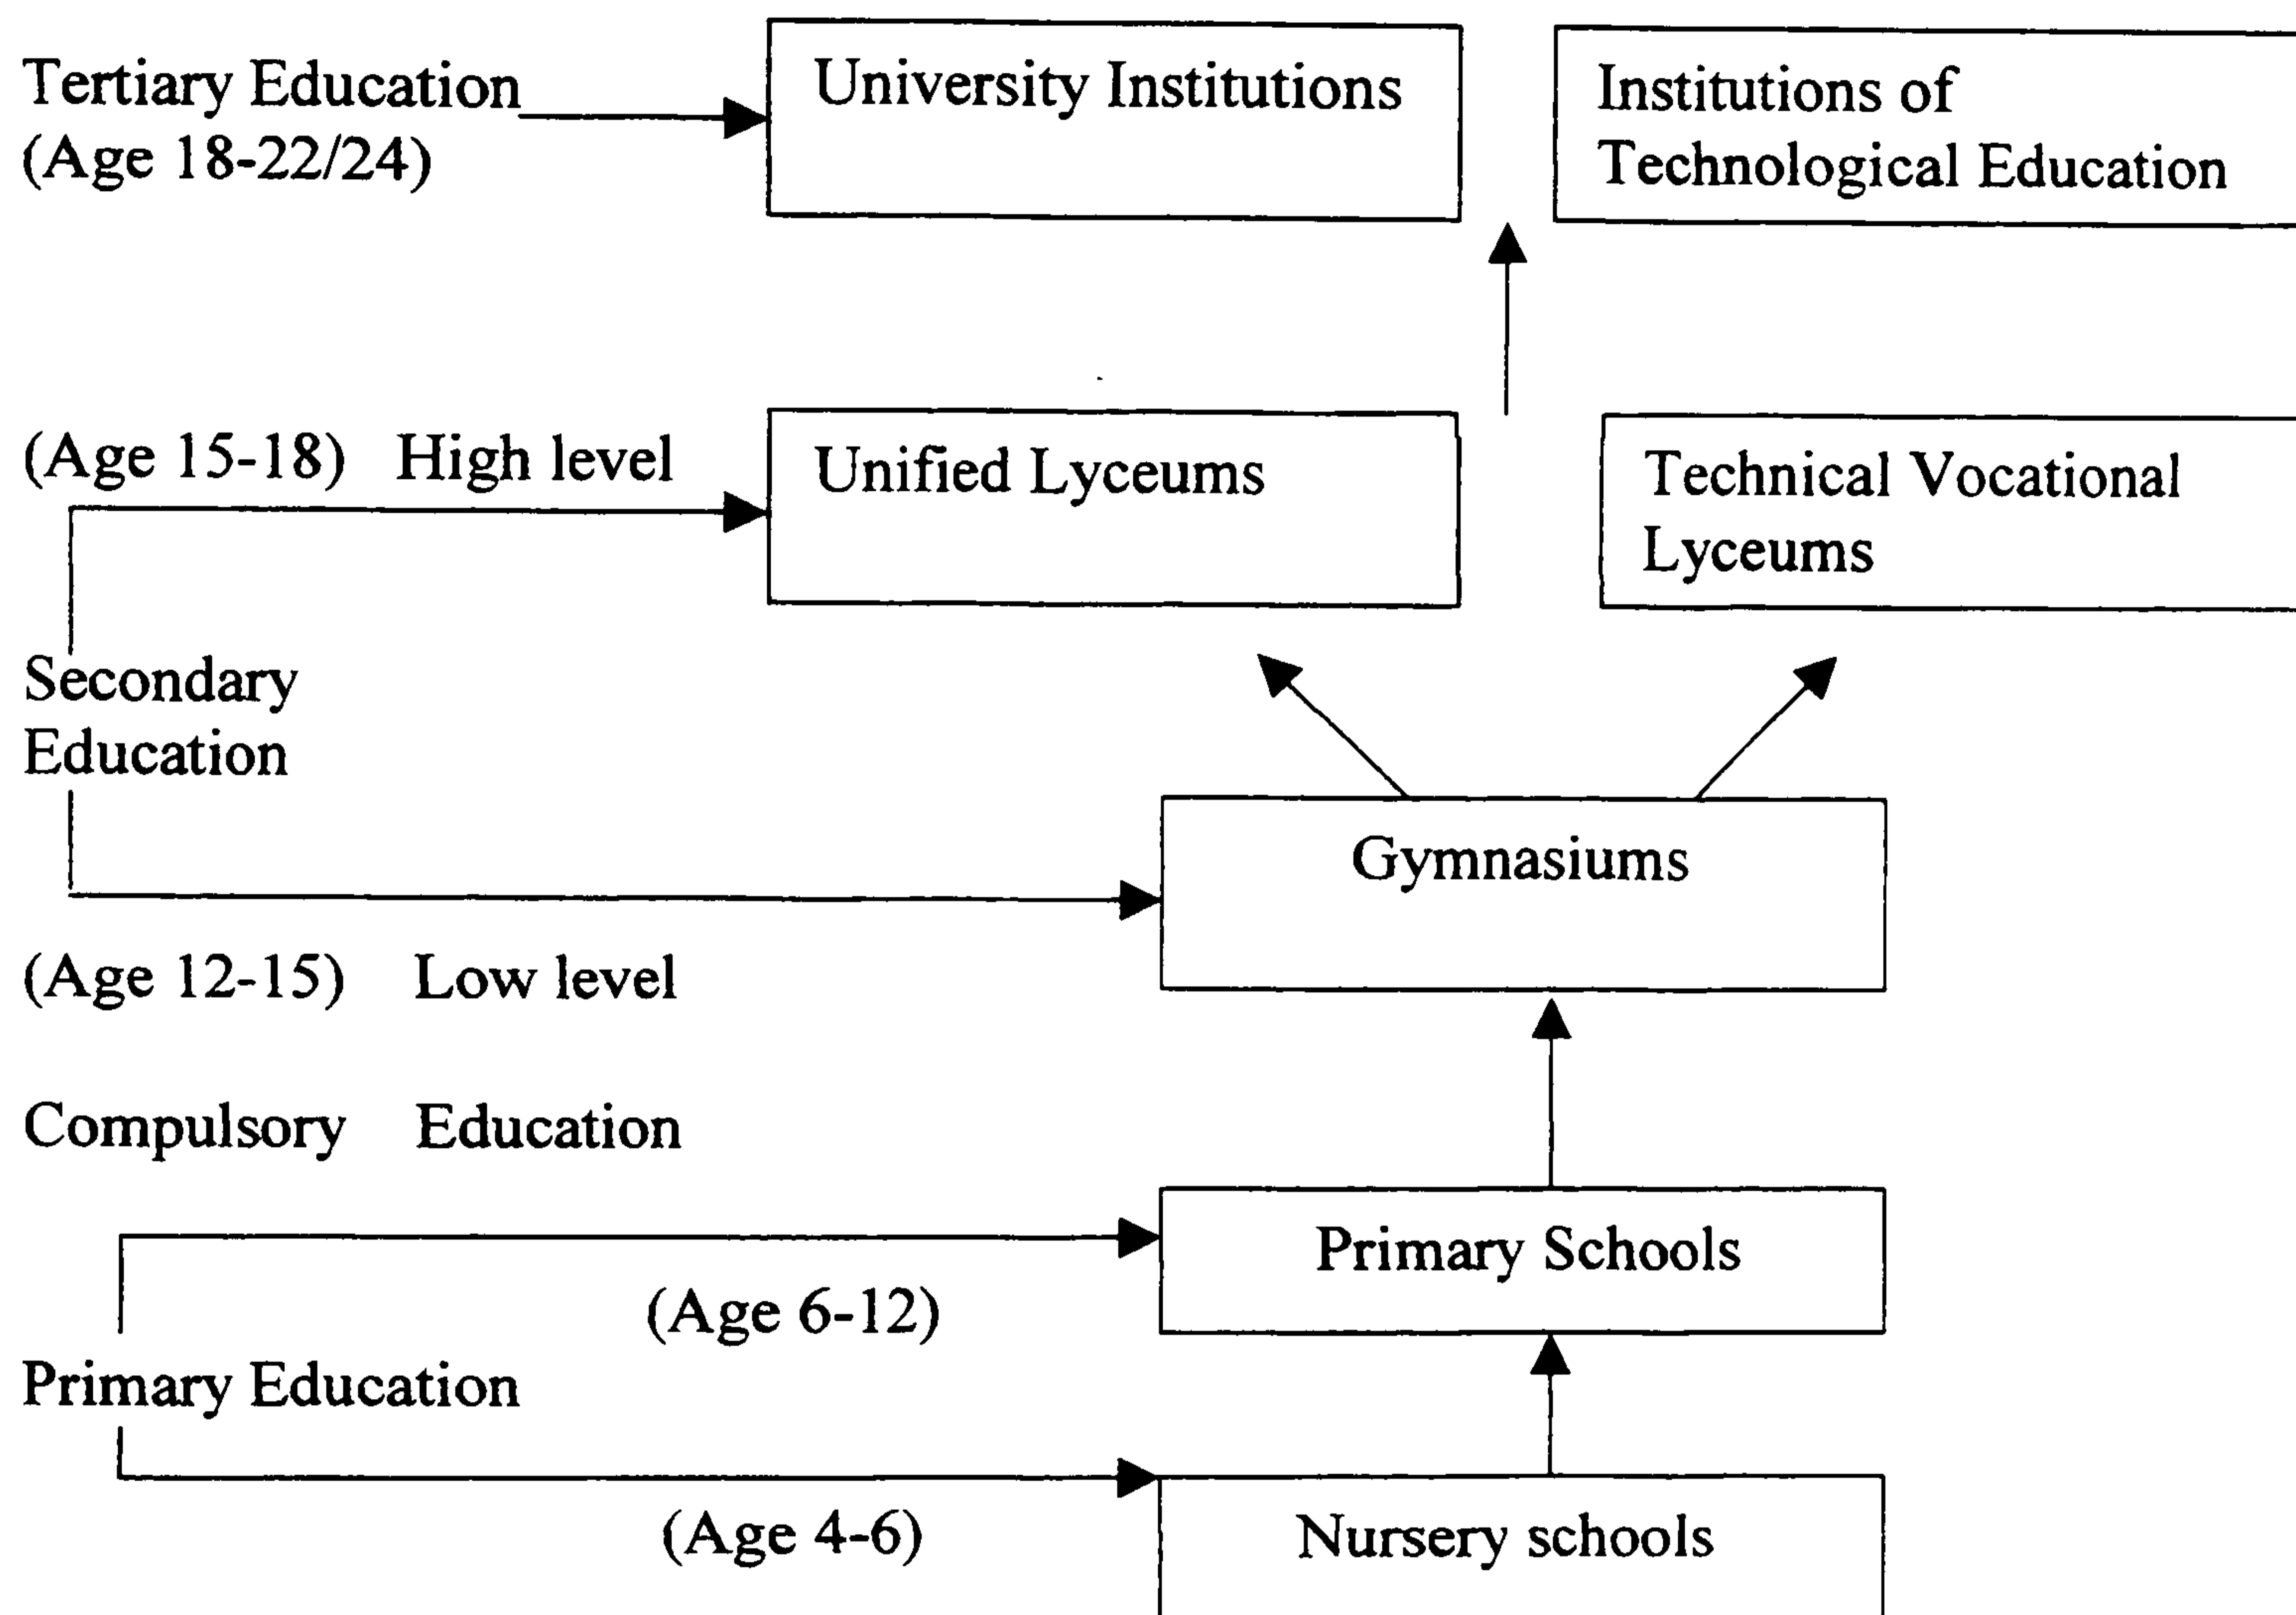 Tertiary Education
(Age 18-22/24)
University Institutions
Institutions of
Technological Education
(Age 15-18) High level
Unified Lyceums
Technical Vocational
Lyceums
Secondary
Education
Gymnasiums
(Age 12-15) Low level
Compulsory Education
Primary Schools
(Age 6-12)
Primary Education
(Age 4-6)
Nursery schools